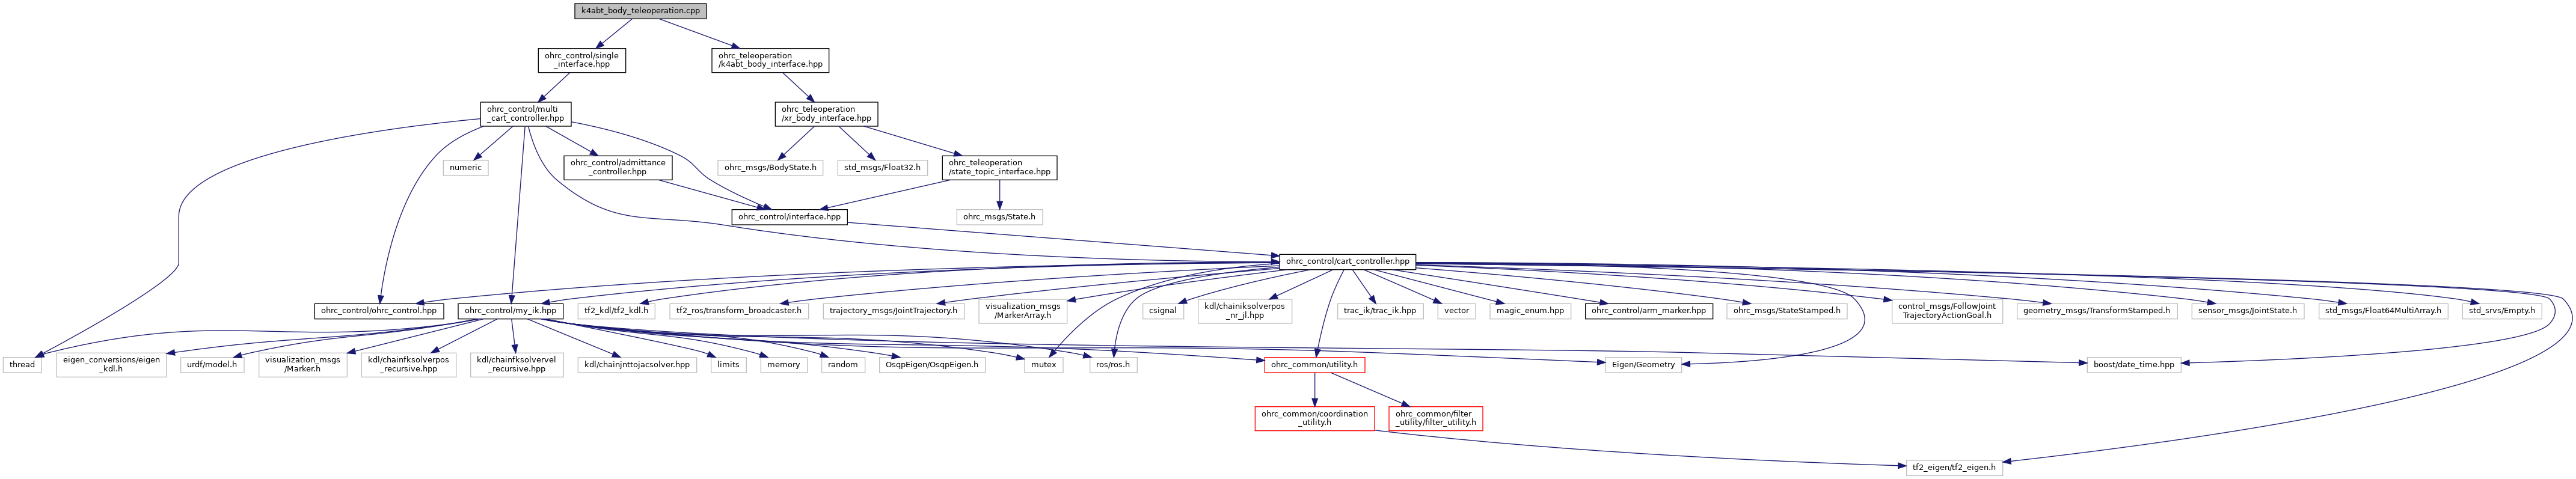 k4abt_body_teleoperation.cpp
ohrc_control/single
_interface.hpp
ohrc_teleoperation
/k4abt_body_interface.hpp
ohrc_control/multi
_cart_controller.hpp
ohrc_teleoperation
/xr_body_interface.hpp
numeric
ohrc_control/admittance
_controller.hpp
ohrc_msgs/BodyState.h
std_msgs/Float32.h
ohrc_teleoperation
/state_topic_interface.hpp
ohrc_control/interface.hpp
ohrc_msgs/State.h
ohrc_control/cart_controller.hpp
ohrc_control/ohrc_control.hpp
ohrc_control/my_ik.hpp
tf2_kdl/tf2_kdl.h
tf2_ros/transform_broadcaster.h
trajectory_msgs/JointTrajectory.h
visualization_msgs
/MarkerArray.h
csignal
kdl/chainiksolverpos
_nr_jl.hpp
trac_ik/trac_ik.hpp
vector
magic_enum.hpp
ohrc_control/arm_marker.hpp
ohrc_msgs/StateStamped.h
control_msgs/FollowJoint
TrajectoryActionGoal.h
geometry_msgs/TransformStamped.h
sensor_msgs/JointState.h
std_msgs/Float64MultiArray.h
std_srvs/Empty.h
thread
eigen_conversions/eigen
_kdl.h
urdf/model.h
visualization_msgs
/Marker.h
kdl/chainfksolverpos
_recursive.hpp
kdl/chainfksolvervel
_recursive.hpp
kdl/chainjnttojacsolver.hpp
limits
memory
random
OsqpEigen/OsqpEigen.h
mutex
ros/ros.h
ohrc_common/utility.h
Eigen/Geometry
boost/date_time.hpp
ohrc_common/coordination
_utility.h
ohrc_common/filter
_utility/filter_utility.h
tf2_eigen/tf2_eigen.h